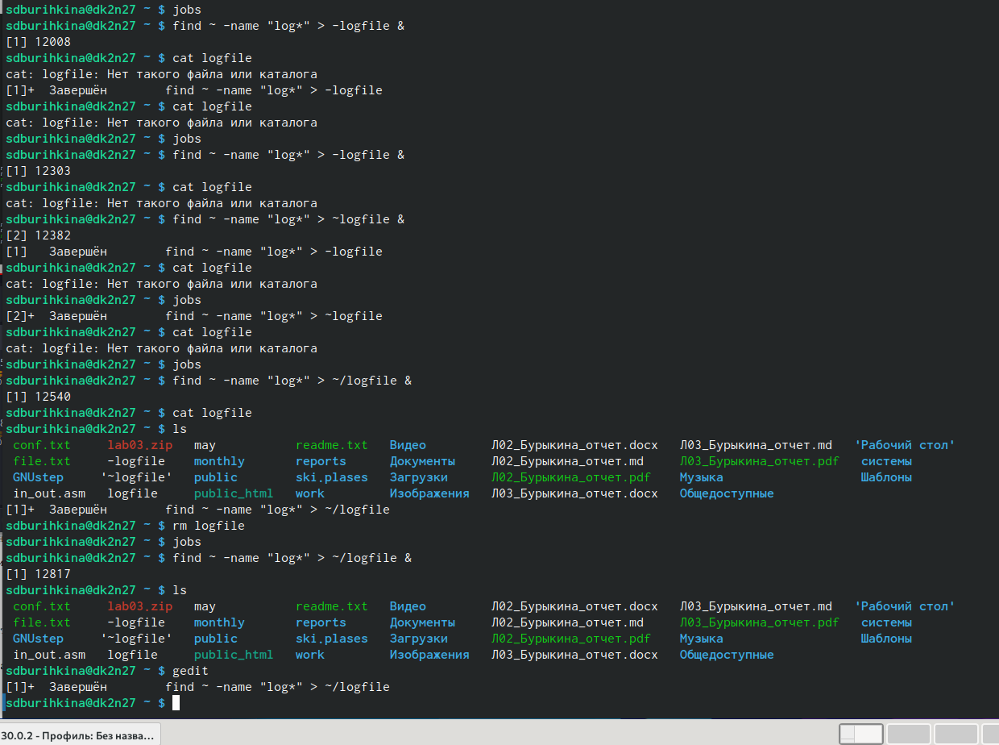 sdburihkina@dk2n27 ~ $ jobs
sdburihkina@dk2n27 ~ $ find ~ -name "log*" > -logfile &
[1] 12008
sdburihkina@dk2n27 ~ $ cat logfile
cat: logfile: Нет такого файла или каталога
[1]+  Завершён        find ~ -name "log*" > -logfile
sdburihkina@dk2n27 ~ $ cat logfile
cat: logfile: Нет такого файла или каталога
sdburihkina@dk2n27 ~ $ jobs
sdburihkina@dk2n27 ~ $ find ~ -name "log*" > -logfile &
[1] 12303
sdburihkina@dk2n27 ~ $ cat logfile
cat: logfile: Нет такого файла или каталога
sdburihkina@dk2n27 ~ $ find ~ -name "log*" > ~logfile &
[2] 12382
[1]   Завершён        find ~ -name "log*" > -logfile
sdburihkina@dk2n27 ~ $ cat logfile
cat: logfile: Нет такого файла или каталога
sdburihkina@dk2n27 ~ $ jobs
[2]+  Завершён        find ~ -name "log*" > ~logfile
sdburihkina@dk2n27 ~ $ cat logfile
cat: logfile: Нет такого файла или каталога
sdburihkina@dk2n27 ~ $ jobs
sdburihkina@dk2n27 ~ $ find ~ -name "log*" > ~/logfile &
[1] 12540
sdburihkina@dk2n27 ~ $ cat logfile
sdburihkina@dk2n27 ~ $ ls
conf.txt     lab03.zip   may           readme.txt   Видео         Л02_Бурыкина_отчет.docx   Л03_Бурыкина_отчет.md   'Рабочий стол'
file.txt     -logfile    monthly       reports      Документы     Л02_Бурыкина_отчет.md     Л03_Бурыкина_отчет.pdf   системы
GNUstep     '~logfile'   public        ski.plases   Загрузки      Л02_Бурыкина_отчет.pdf    Музыка                   Шаблоны
in_out.asm   logfile     public_html   work         Изображения   Л03_Бурыкина_отчет.docx   Общедоступные
[1]+  Завершён        find ~ -name "log*" > ~/logfile
sdburihkina@dk2n27 ~ $ rm logfile
sdburihkina@dk2n27 ~ $ jobs
sdburihkina@dk2n27 ~ $ find ~ -name "log*" > ~/logfile &
[1] 12817
sdburihkina@dk2n27 ~ $ ls
conf.txt     lab03.zip   may           readme.txt   Видео         Л02_Бурыкина_отчет.docx   Л03_Бурыкина_отчет.md   'Рабочий стол'
file.txt     -logfile    monthly       reports      Документы     Л02_Бурыкина_отчет.md     Л03_Бурыкина_отчет.pdf   системы
GNUstep     '~logfile'   public        ski.plases   Загрузки      Л02_Бурыкина_отчет.pdf    Музыка                   Шаблоны
in_out.asm   logfile     public_html   work         Изображения   Л03_Бурыкина_отчет.docx   Общедоступные
sdburihkina@dk2n27 ~ $ gedit
[1]+  Завершён        find ~ -name "log*" > ~/logfile
sdburihkina@dk2n27 ~ $
30.0.2 - Профиль: Без назва...